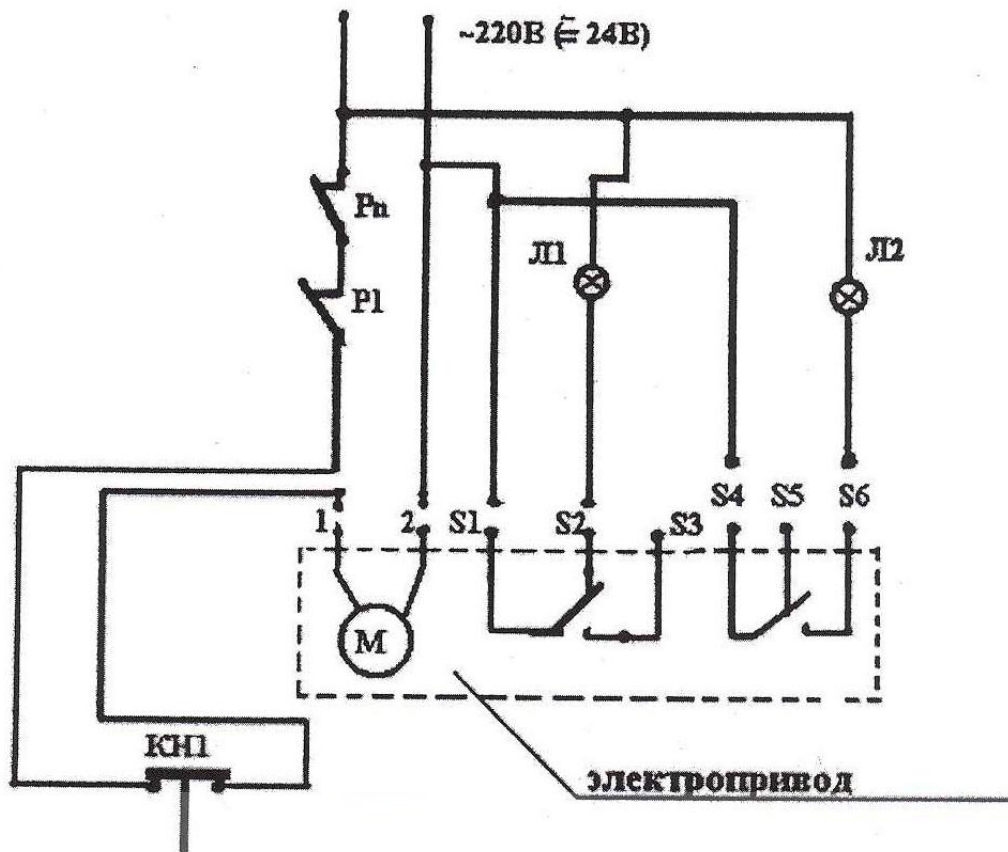 ~220В (≂ 24В)
Рп
Р1
Л1
Л2
1
2
S1
S2
S3
S4
S5
S6
М
КН1
электропривод